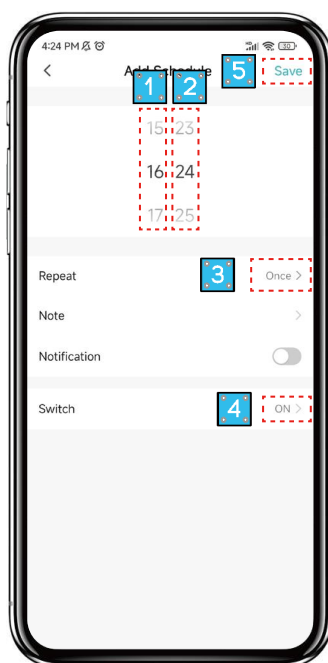 4:24 PM 30
Add Schedule 5 Save
1 2
15 23
16 24
17 25
Repeat 3 Once >
Note >
Notification
Switch 4 ON >